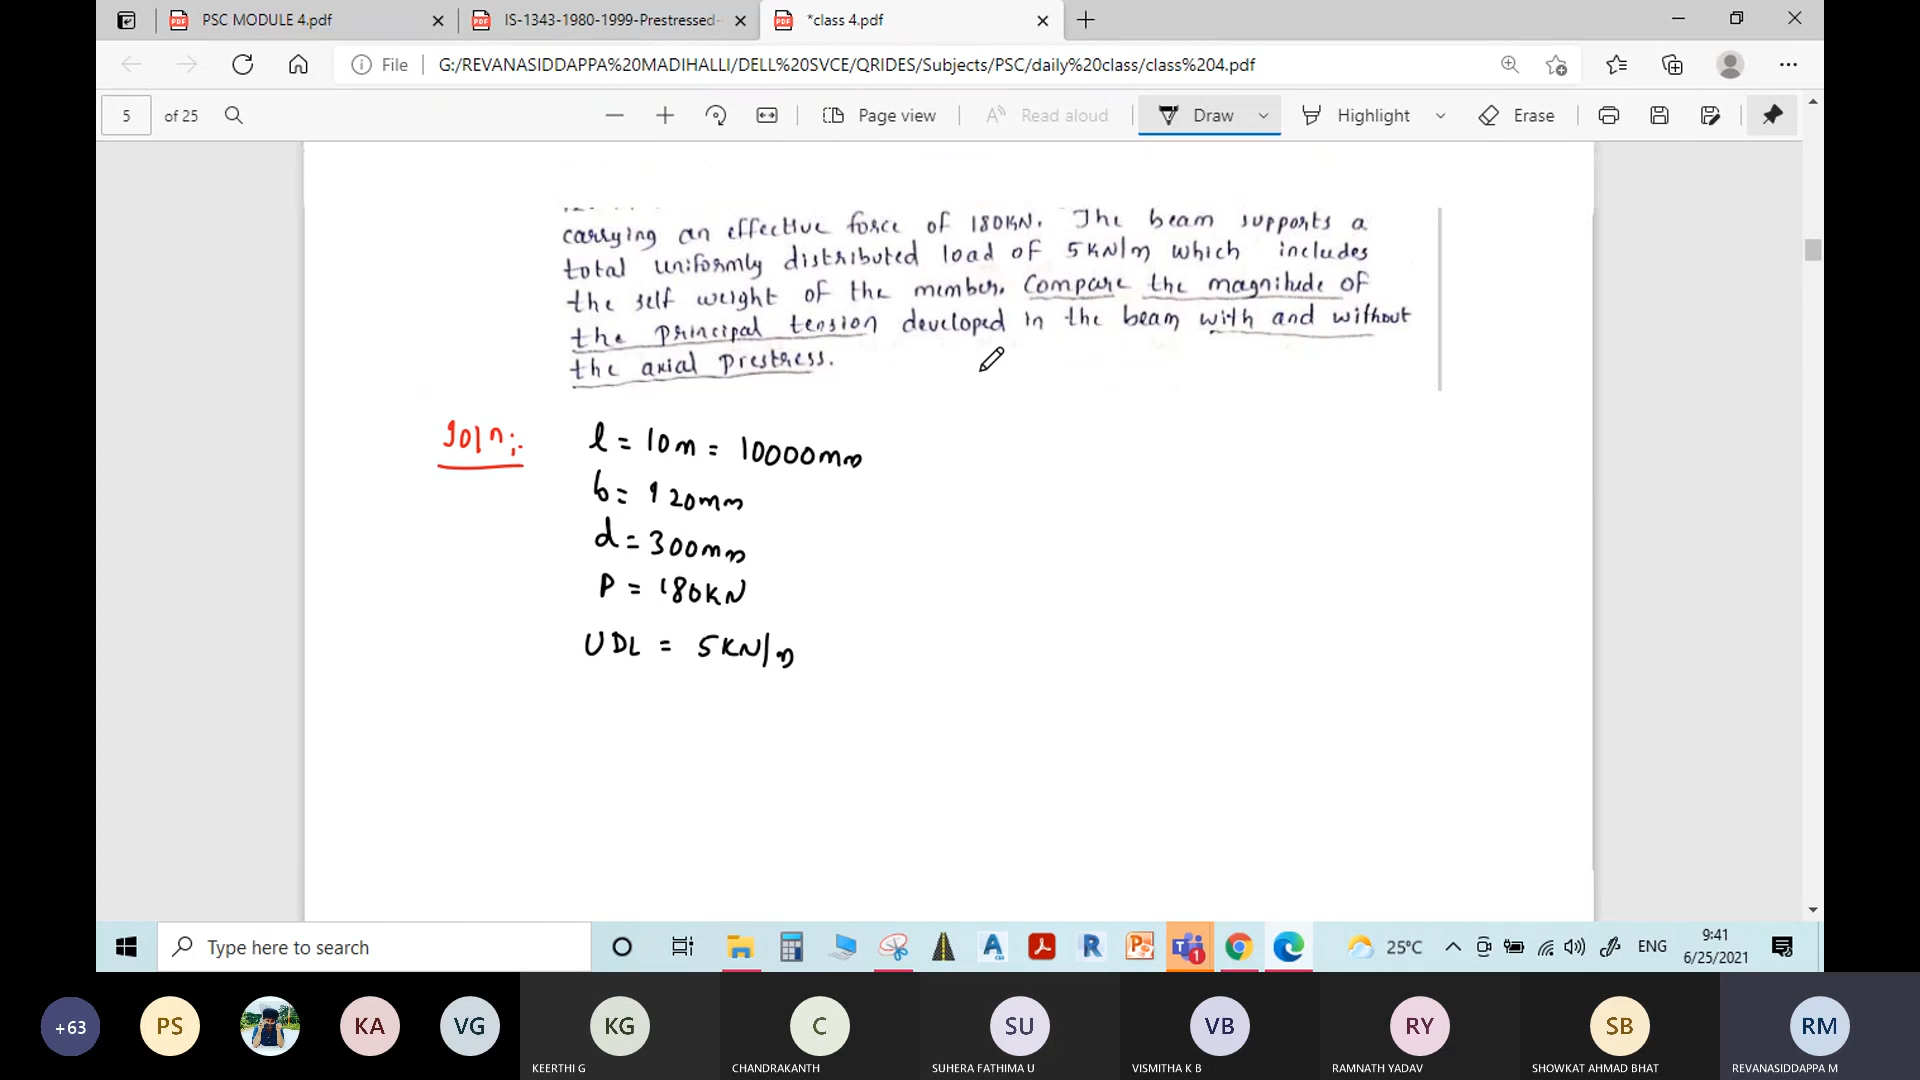 PSC MODULE 4.pdf
IS-1343-1980-1999-Prestressed-
*class 4.pdf
File
G:/REVANASIDDAPPA%20MADIHALLI/DELL%20SVCE/QRIDES/Subjects/PSC/daily%20class/class%204.pdf
5 of 25
Page view
Read aloud
Draw
Highlight
Erase
carrying an effective force of 180KN. The beam supports a
total uniformly distributed load of 5KN/m which includes
the self weight of the member. Compare the magnitude of
the principal tension developed in the beam with and without
the axial prestress.
Soln:-
l = 10m = 10000mm
b = 120mm
d = 300mm
P = 180KN
UDL = 5KN/m
Type here to search
25°C
ENG
9:41
6/25/2021
+63
PS
KA
VG
KG
C
SU
VB
RY
SB
RM
KEERTHI G
CHANDRAKANTH
SUHERA FATHIMA U
VISMITHA K B
RAMNATH YADAV
SHOWKAT AHMAD BHAT
REVANASIDDAPPA M